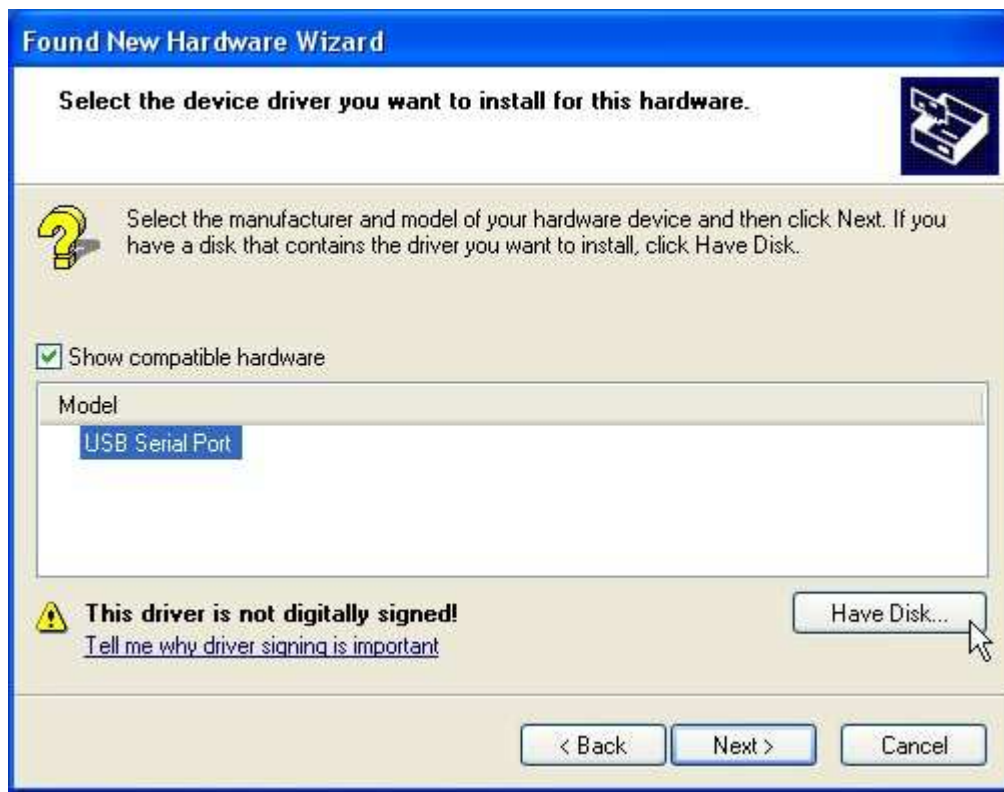 Found New Hardware Wizard
Select the device driver you want to install for this hardware.
Select the manufacturer and model of your hardware device and then click Next. If you
have a disk that contains the driver you want to install, click Have Disk.
Show compatible hardware
Model
USB Serial Port
This driver is not digitally signed!
Have Disk...
Tell me why driver signing is important
< Back
Next >
Cancel